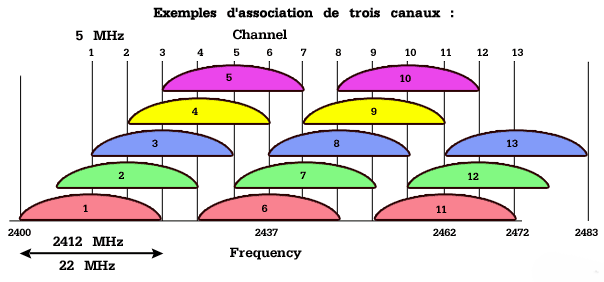 Exemples d'association de trois canaux :
5 MHz Channel
1 2 3 4 5 6 7 8 9 10 11 12 13
5 10
4 9
3 8 13
2 7 12
1 6 11
2400 2437 2462 2472 2483
2412 MHz
Frequency
22 MHz